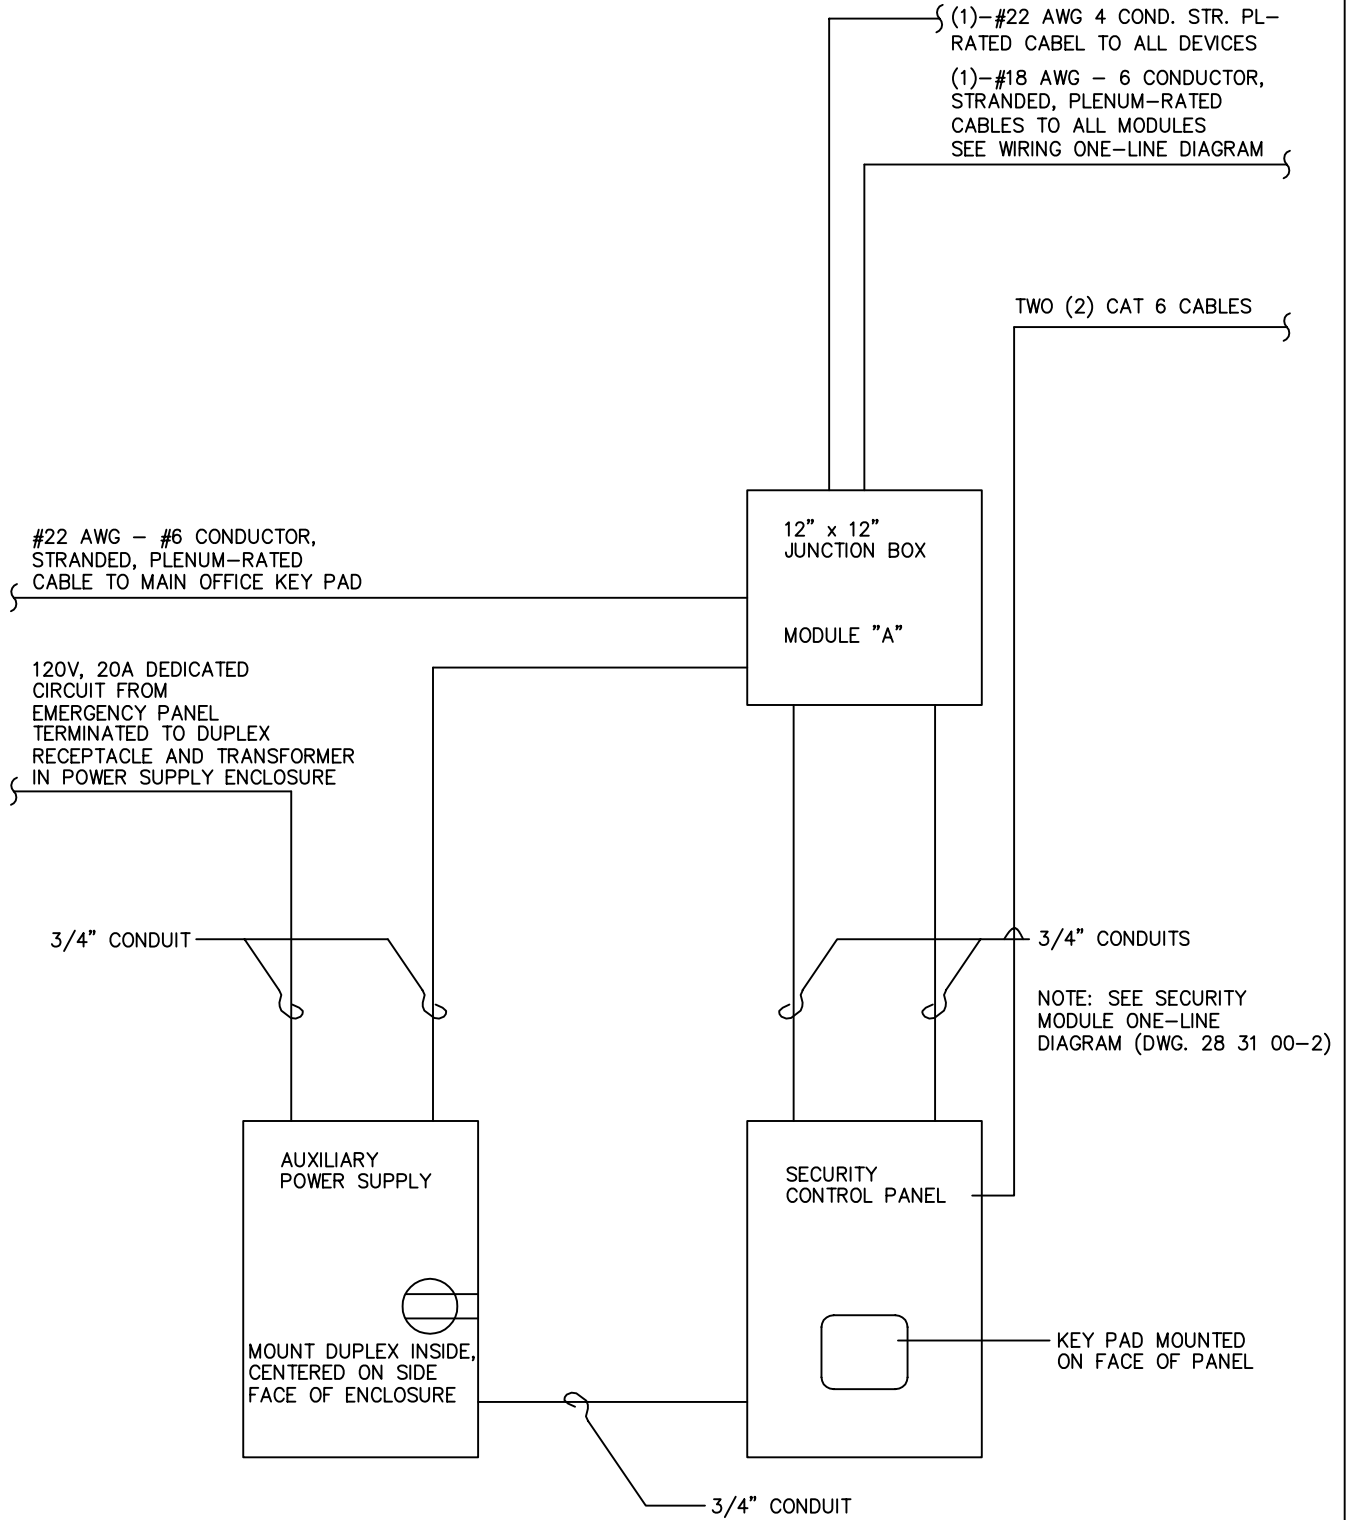 (1)-#22 AWG 4 COND. STR. PL-
RATED CABEL TO ALL DEVICES
(1)-#18 AWG - 6 CONDUCTOR,
STRANDED, PLENUM-RATED
CABLES TO ALL MODULES
SEE WIRING ONE-LINE DIAGRAM
TWO (2) CAT 6 CABLES
12" x 12"
JUNCTION BOX
MODULE "A"
#22 AWG - #6 CONDUCTOR,
STRANDED, PLENUM-RATED
CABLE TO MAIN OFFICE KEY PAD
120V, 20A DEDICATED
CIRCUIT FROM
EMERGENCY PANEL
TERMINATED TO DUPLEX
RECEPTACLE AND TRANSFORMER
IN POWER SUPPLY ENCLOSURE
3/4" CONDUIT
3/4" CONDUITS
NOTE: SEE SECURITY
MODULE ONE-LINE
DIAGRAM (DWG. 28 31 00-2)
AUXILIARY
POWER SUPPLY
SECURITY
CONTROL PANEL
MOUNT DUPLEX INSIDE,
CENTERED ON SIDE
FACE OF ENCLOSURE
KEY PAD MOUNTED
ON FACE OF PANEL
3/4" CONDUIT